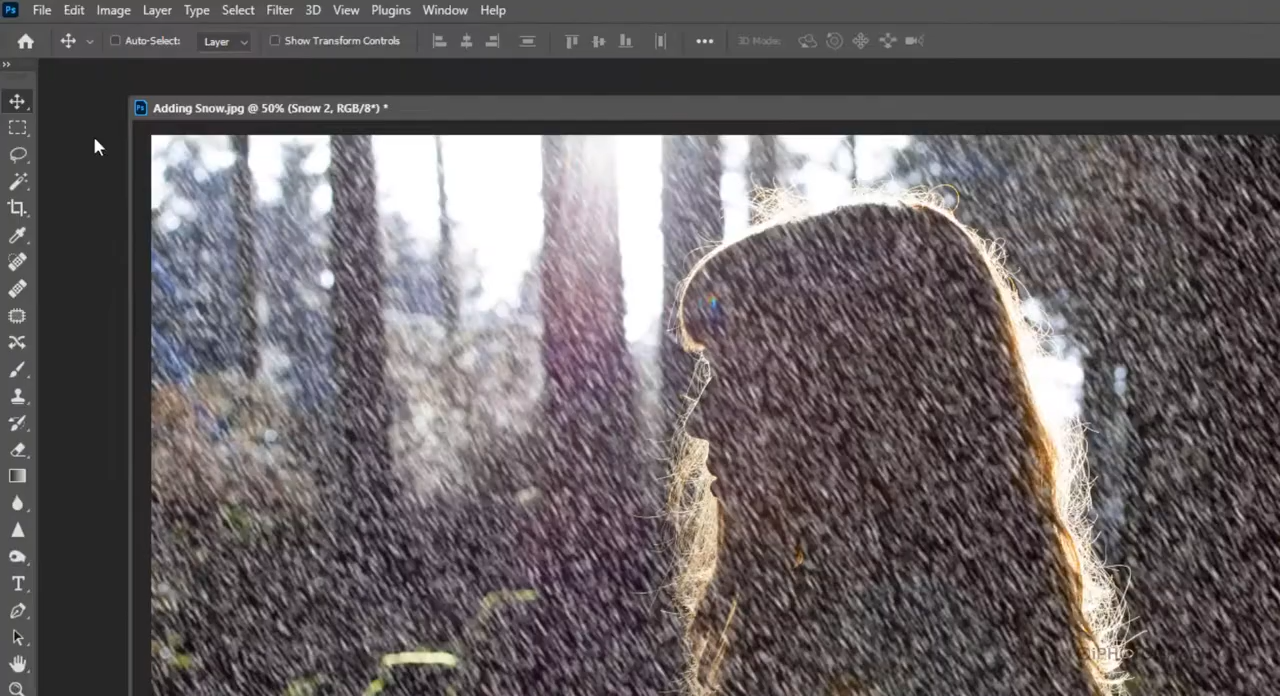 Ps File Edit Image Layer Type Select Filter 3D View Plugins Window Help
Auto-Select: Layer Show Transform Controls ••• 3D Mode:
Ps Adding Snow.jpg @ 50% (Snow 2, RGB/8*) *